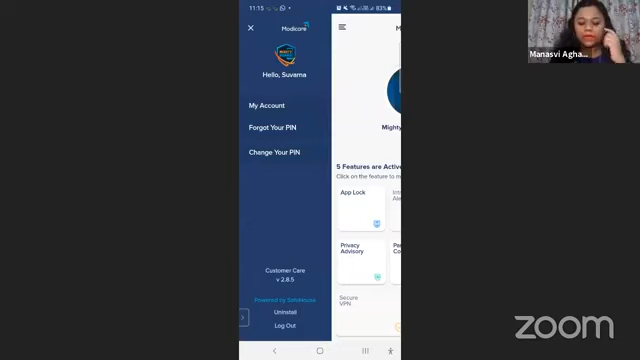 11:15
83%
Modicare
Hello, Suvarna
My Account
Forgot Your PIN
Change Your PIN
Customer Care
v 2.8.5
Powered by SafeHouse
Uninstall
Log Out
Mighty
5 Features are Active
Click on the feature to m
App Lock
Privacy
Advisory
Secure
VPN
Manasvi Agha...
zoom